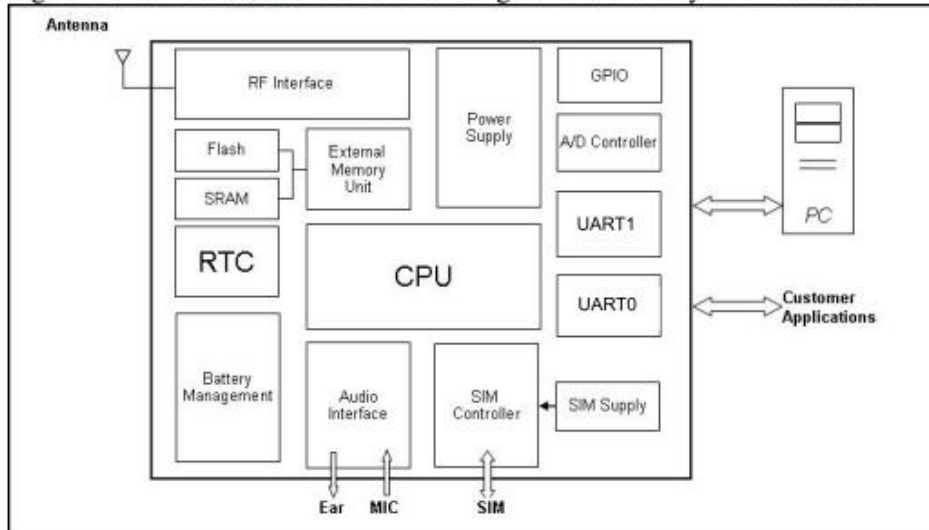 Antenna
RF Interface
Flash
SRAM
External
Memory
Unit
Power
Supply
GPIO
A/D Controller
UART1
UART0
RTC
CPU
Battery
Management
Audio
Interface
SIM
Controller
SIM Supply
PC
Customer
Applications
Ear
MIC
SIM